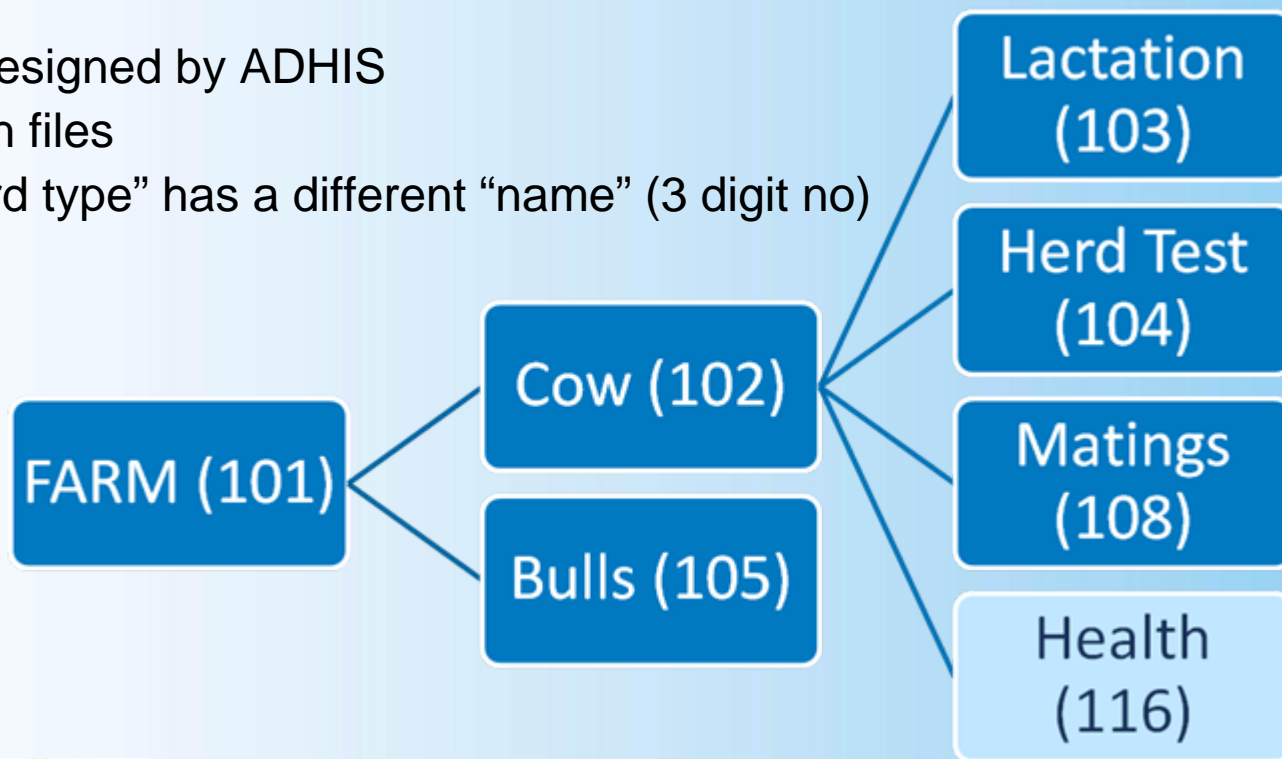 esigned by ADHIS
n files
rd type” has a different “name” (3 digit no)
FARM (101)
Cow (102)
Bulls (105)
Lactation
(103)
Herd Test
(104)
Matings
(108)
Health
(116)